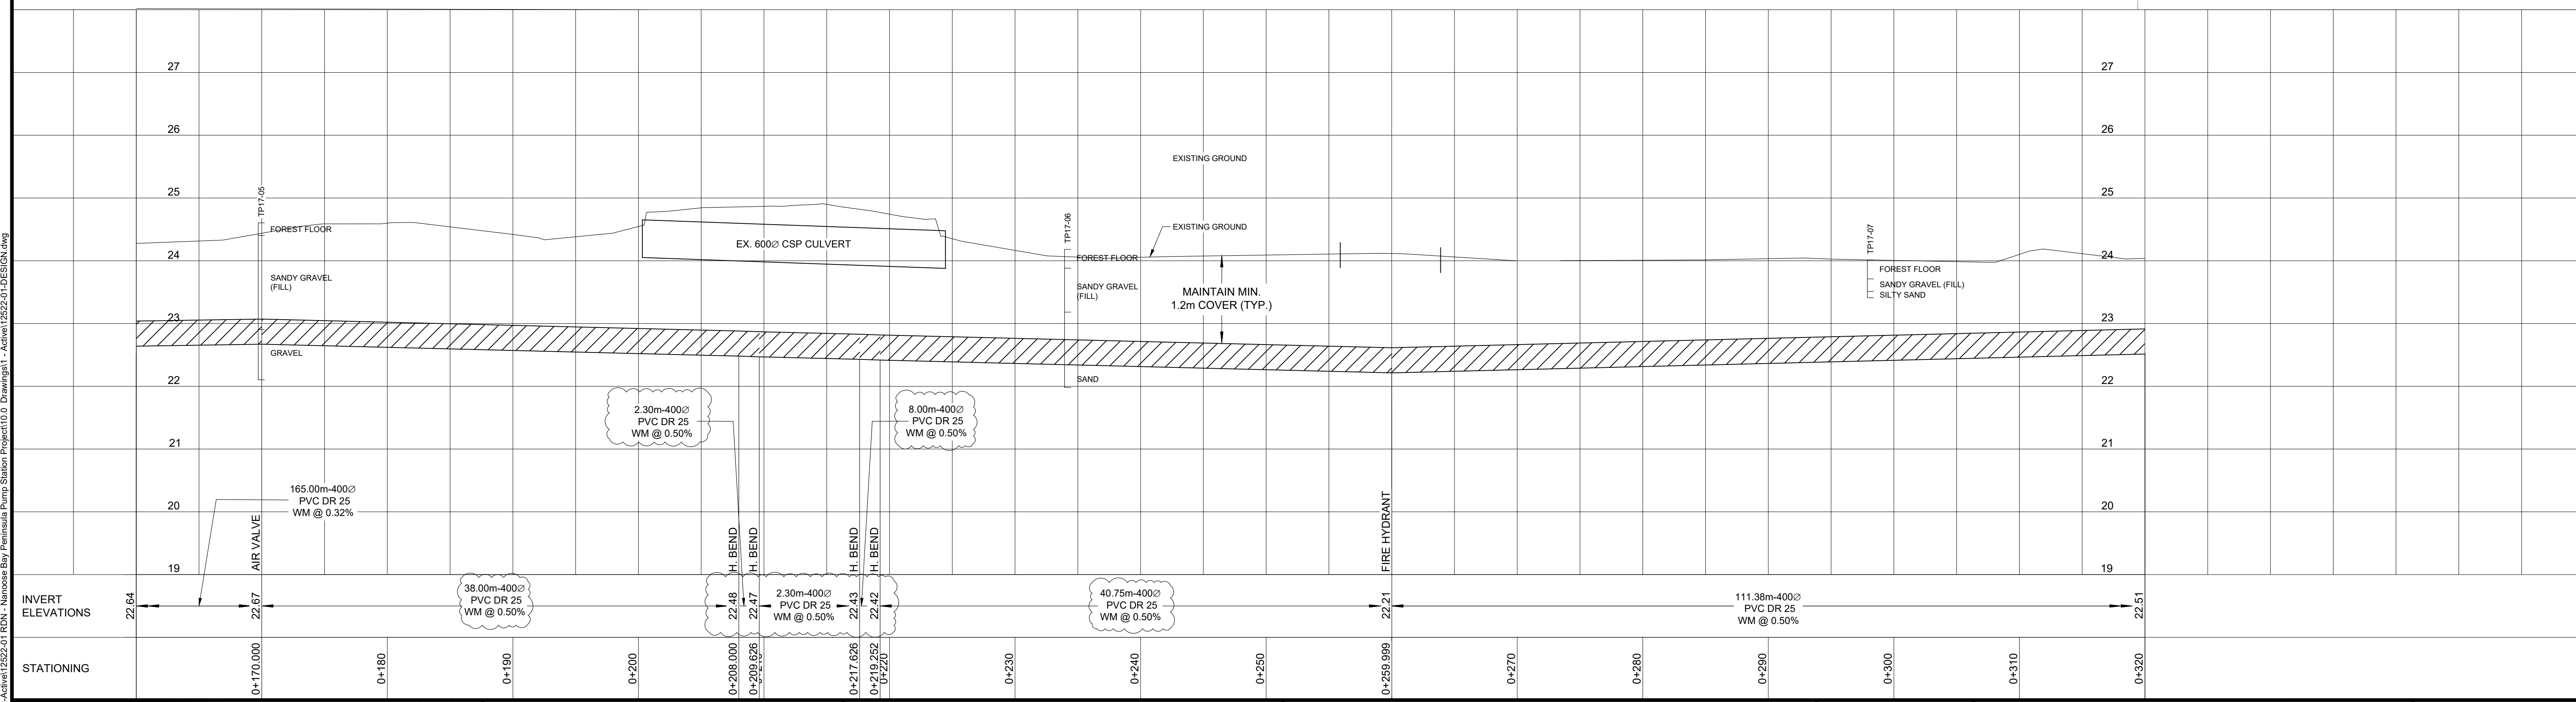 -Active\12522-01 RDN - Nanoose Bay Peninsula Pump Station Project\10.0 Drawings\1 - Active\12522-01-DESIGN.dwg
27
27
26
26
EXISTING GROUND
25
25
TP17-05
TP17-06
TP17-07
FOREST FLOOR
EXISTING GROUND
EX. 600∅ CSP CULVERT
24
24
FOREST FLOOR
FOREST FLOOR
SANDY GRAVEL
(FILL)
SANDY GRAVEL
(FILL)
MAINTAIN MIN.
1.2m COVER (TYP.)
SANDY GRAVEL (FILL)
SILTY SAND
23
23
GRAVEL
SAND
22
22
2.30m-400∅
PVC DR 25
WM @ 0.50%
8.00m-400∅
PVC DR 25
WM @ 0.50%
21
21
165.00m-400∅
PVC DR 25
WM @ 0.32%
20
20
AIR VALVE
H. BEND
H. BEND
H. BEND
H. BEND
FIRE HYDRANT
19
19
INVERT
ELEVATIONS
22.64
22.67
38.00m-400∅
PVC DR 25
WM @ 0.50%
22.48
22.47
2.30m-400∅
PVC DR 25
WM @ 0.50%
22.43
22.42
40.75m-400∅
PVC DR 25
WM @ 0.50%
22.21
111.38m-400∅
PVC DR 25
WM @ 0.50%
22.51
STATIONING
0+170.000
0+180
0+190
0+200
0+208.000
0+209.626
0+217.626
0+219.252
0+220
0+230
0+240
0+250
0+259.999
0+270
0+280
0+290
0+300
0+310
0+320